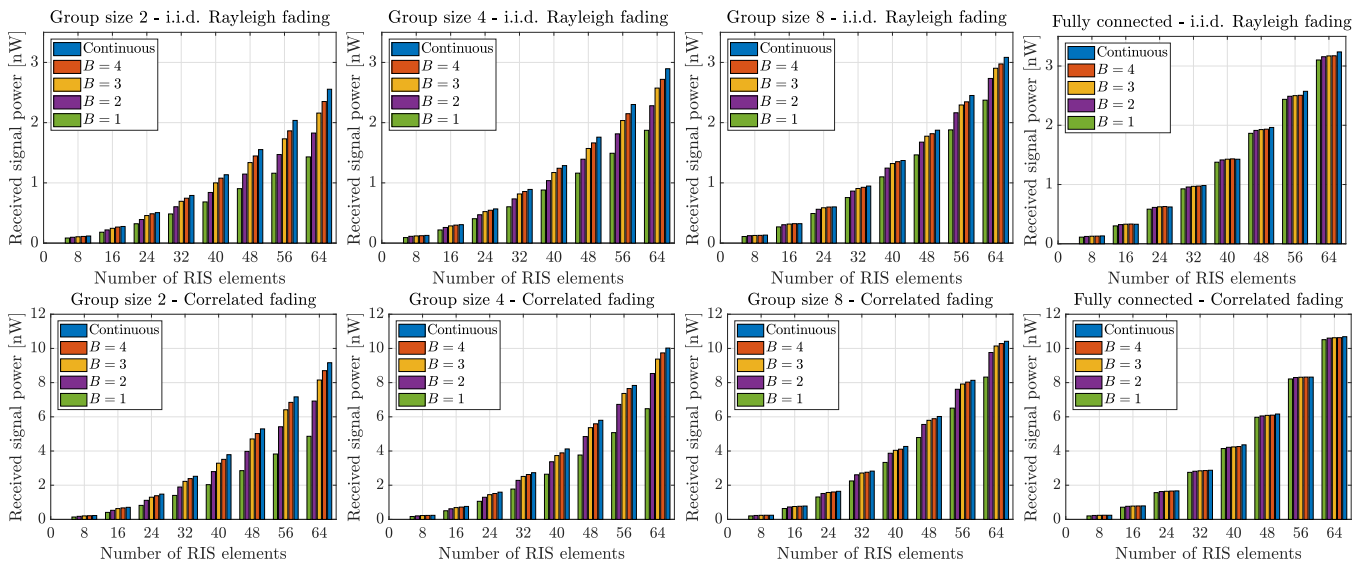 Group size 2 - i.i.d. Rayleigh fading
Received signal power [nW]
3
2
1
0
Continuous
B = 4
B = 3
B = 2
B = 1
0 8 16 24 32 40 48 56 64
Number of RIS elements
Group size 4 - i.i.d. Rayleigh fading
Received signal power [nW]
3
2
1
0
Continuous
B = 4
B = 3
B = 2
B = 1
0 8 16 24 32 40 48 56 64
Number of RIS elements
Group size 8 - i.i.d. Rayleigh fading
Received signal power [nW]
3
2
1
0
Continuous
B = 4
B = 3
B = 2
B = 1
0 8 16 24 32 40 48 56 64
Number of RIS elements
Fully connected - i.i.d. Rayleigh fading
Received signal power [nW]
3
2
1
0
Continuous
B = 4
B = 3
B = 2
B = 1
0 8 16 24 32 40 48 56 64
Number of RIS elements
Group size 2 - Correlated fading
Received signal power [nW]
12
10
8
6
4
2
0
Continuous
B = 4
B = 3
B = 2
B = 1
0 8 16 24 32 40 48 56 64
Number of RIS elements
Group size 4 - Correlated fading
Received signal power [nW]
12
10
8
6
4
2
0
Continuous
B = 4
B = 3
B = 2
B = 1
0 8 16 24 32 40 48 56 64
Number of RIS elements
Group size 8 - Correlated fading
Received signal power [nW]
12
10
8
6
4
2
0
Continuous
B = 4
B = 3
B = 2
B = 1
0 8 16 24 32 40 48 56 64
Number of RIS elements
Fully connected - Correlated fading
Received signal power [nW]
12
10
8
6
4
2
0
Continuous
B = 4
B = 3
B = 2
B = 1
0 8 16 24 32 40 48 56 64
Number of RIS elements